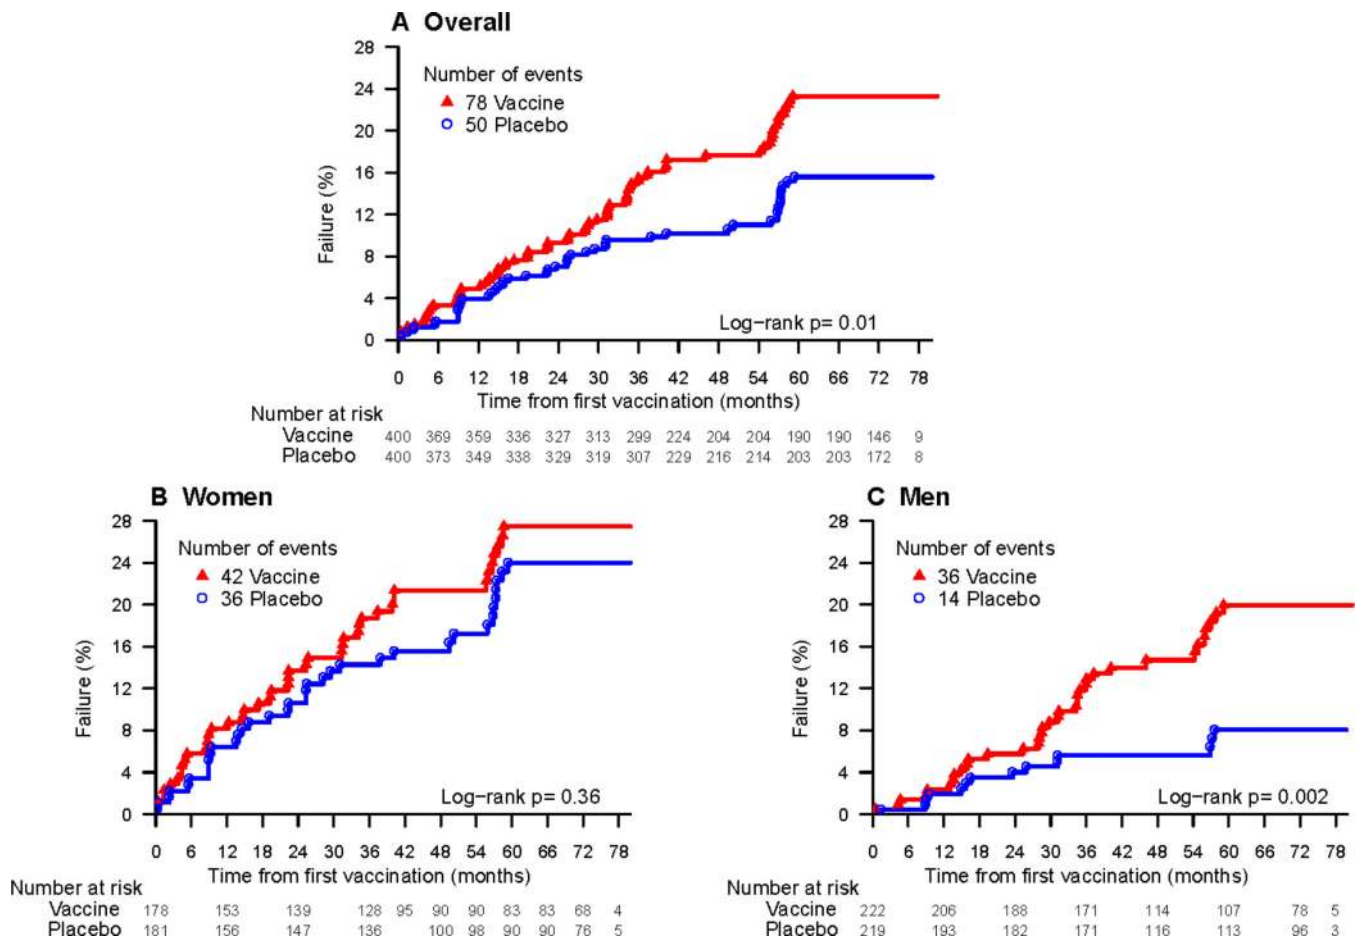 A Overall
28
24
20
16
12
8
4
0
Failure (%)
Number of events
78 Vaccine
50 Placebo
Log−rank p= 0.01
0 6 12 18 24 30 36 42 48 54 60 66 72 78
Time from first vaccination (months)
Number at risk
Vaccine 400 369 359 336 327 313 299 224 204 204 190 190 146 9
Placebo 400 373 349 338 329 319 307 229 216 214 203 203 172 8
B Women
28
24
20
16
12
8
4
0
Failure (%)
Number of events
42 Vaccine
36 Placebo
Log−rank p= 0.36
0 6 12 18 24 30 36 42 48 54 60 66 72 78
Time from first vaccination (months)
Number at risk
Vaccine 178 153 139 128 95 90 90 83 83 68 4
Placebo 181 156 147 136 100 98 90 90 76 5
C Men
28
24
20
16
12
8
4
0
Failure (%)
Number of events
36 Vaccine
14 Placebo
Log−rank p= 0.002
0 6 12 18 24 30 36 42 48 54 60 66 72 78
Time from first vaccination (months)
Number at risk
Vaccine 222 206 188 171 114 107 78 5
Placebo 219 193 182 171 116 113 96 3